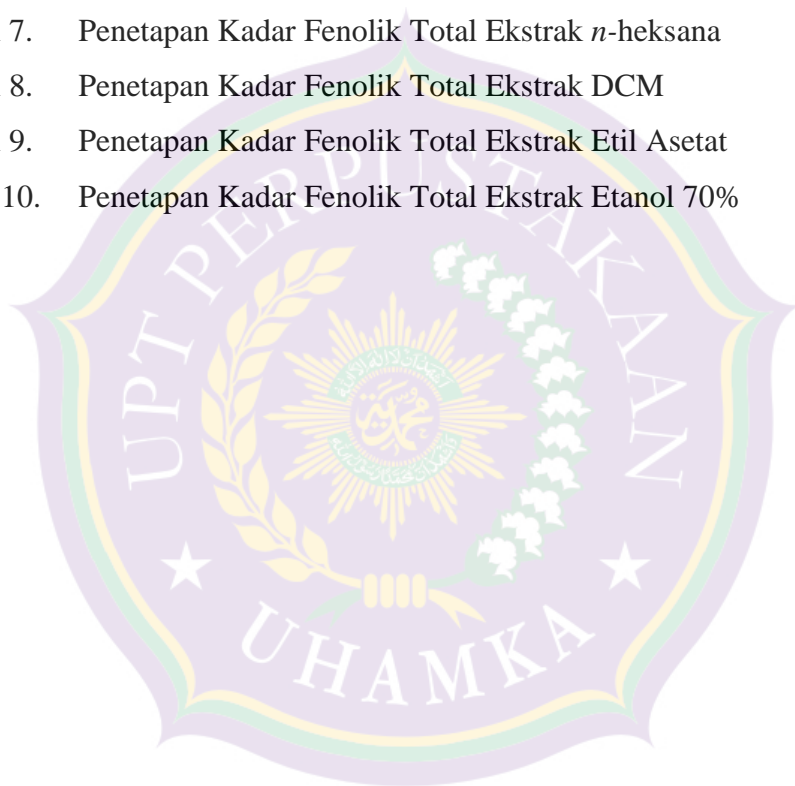 7. Penetapan Kadar Fenolik Total Ekstrak n-heksana
8. Penetapan Kadar Fenolik Total Ekstrak DCM
9. Penetapan Kadar Fenolik Total Ekstrak Etil Asetat
10. Penetapan Kadar Fenolik Total Ekstrak Etanol 70%
UPT PERPUSTAKAAN
محمدية
UHAMKA